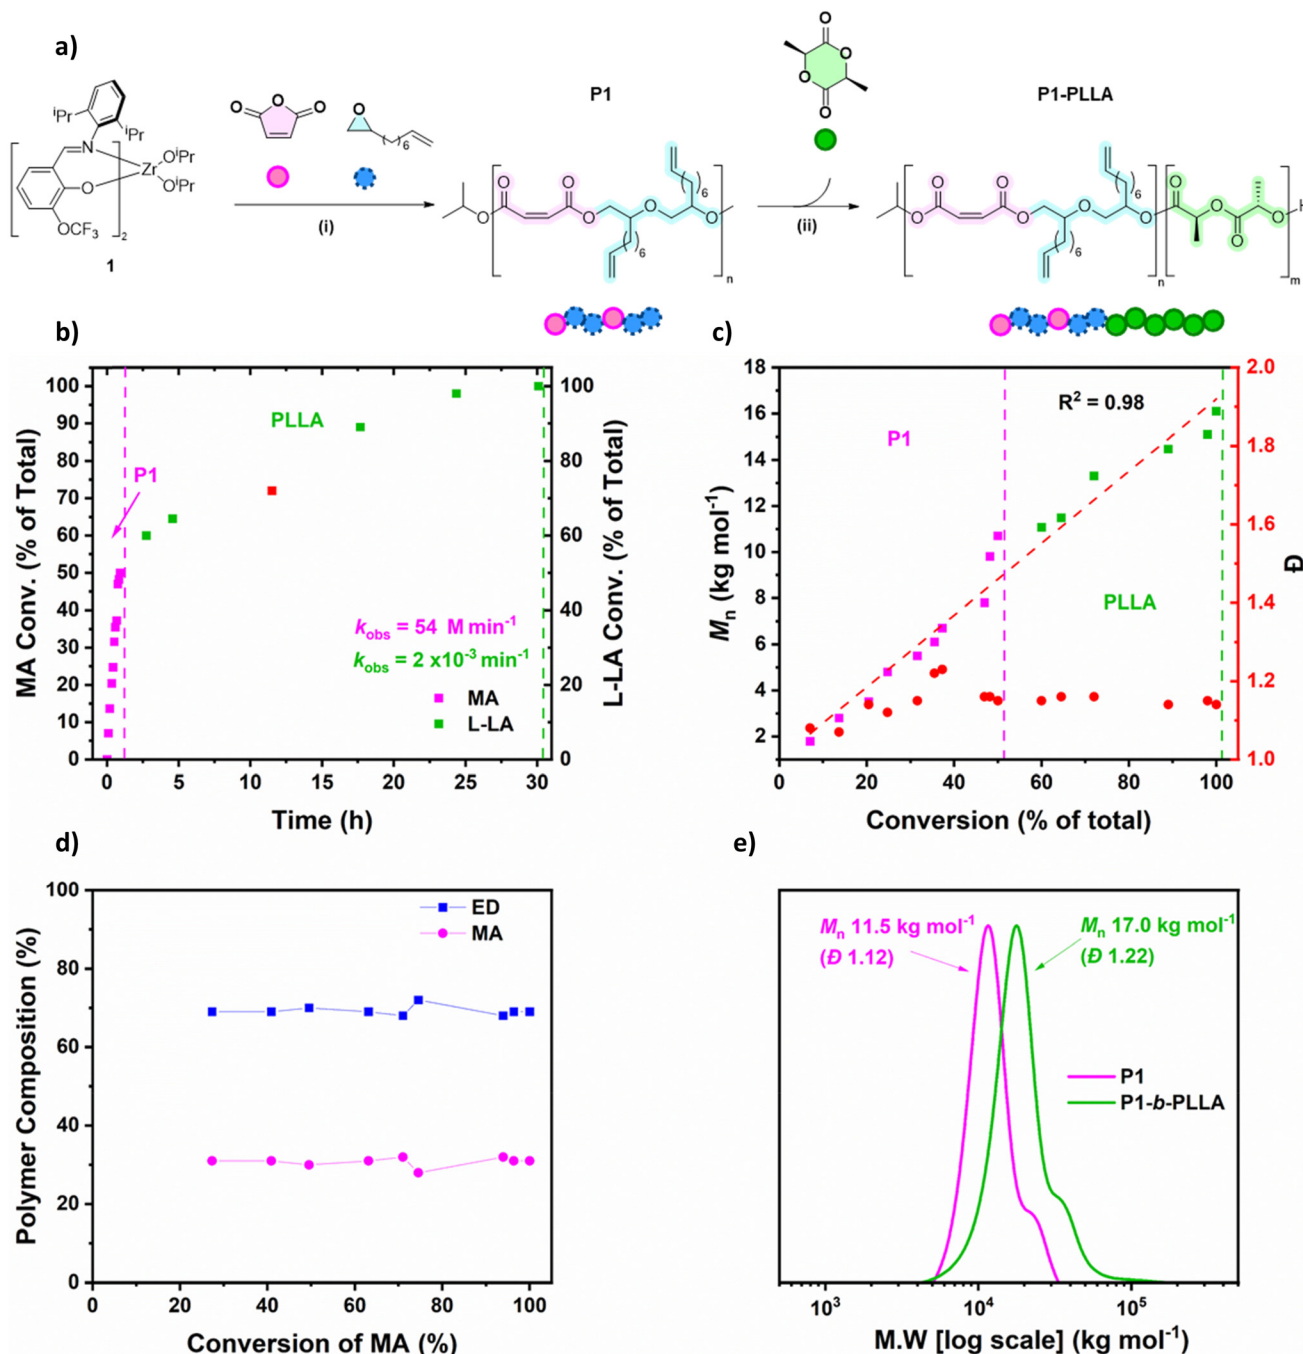 a)
O
O
O
O
iPr
iPr
N
Zr
OiPr
OiPr
O
OCF3
2
1
O
O
O
O
6
(i)
P1
O
O
O
O
O
O
6
6
n
(ii)
P1-PLLA
O
O
O
O
O
O
6
6
n
O
O
O
O
H
m
b)
MA Conv. (% of Total)
100
90
80
70
60
50
40
30
20
10
0
P1
PLLA
kobs = 54 M min-1
kobs = 2 x10-3 min-1
MA
L-LA
100
80
60
40
20
0
L-LA Conv. (% of Total)
0 5 10 15 20 25 30
Time (h)
c)
Mn (kg mol-1)
18
16
14
12
10
8
6
4
2
P1
R2 = 0.98
PLLA
2.0
1.8
1.6
1.4
1.2
1.0
Đ
0 20 40 60 80 100
Conversion (% of total)
d)
Polymer Composition (%)
100
80
60
40
20
0
ED
MA
0 20 40 60 80 100
Conversion of MA (%)
e)
Mn 11.5 kg mol-1
(Đ 1.12)
Mn 17.0 kg mol-1
(Đ 1.22)
P1
P1-b-PLLA
103 104 105
M.W [log scale] (kg mol-1)